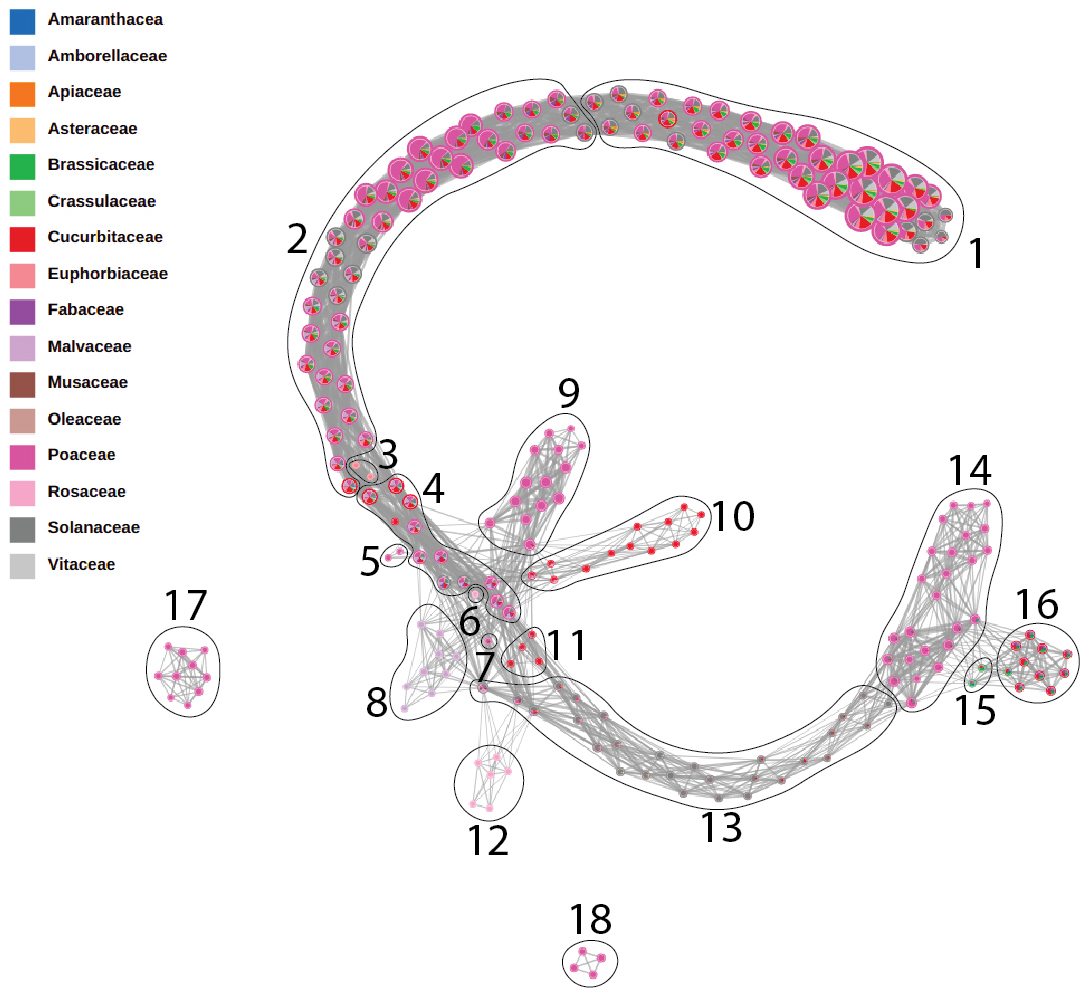 Amaranthacea
Amborellaceae
Apiaceae
Asteraceae
Brassicaceae
Crassulaceae
Cucurbitaceae
Euphorbiaceae
Fabaceae
Malvaceae
Musaceae
Oleaceae
Poaceae
Rosaceae
Solanaceae
Vitaceae
1
2
3
4
5
6
7
8
9
10
11
12
13
14
15
16
17
18